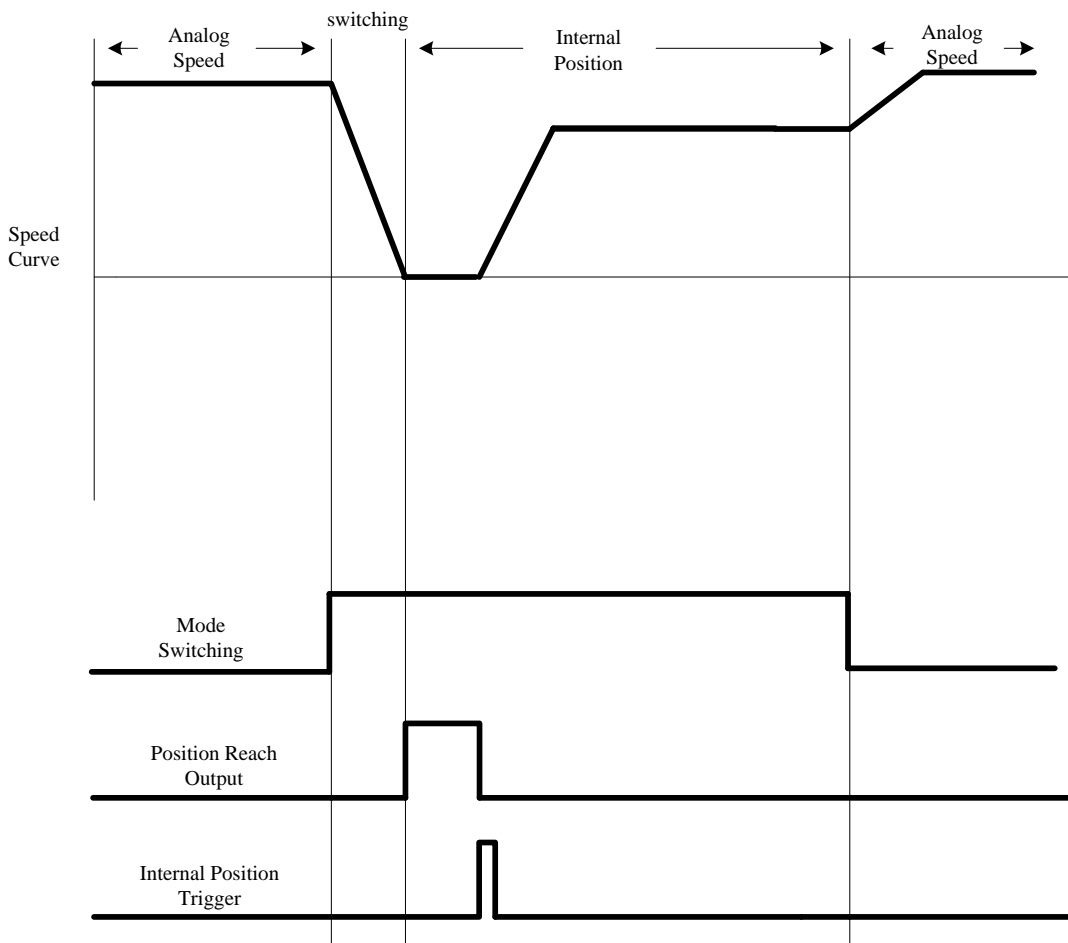 switching
Analog
Speed
Internal
Position
Analog
Speed
Speed
Curve
Mode
Switching
Position Reach
Output
Internal Position
Trigger